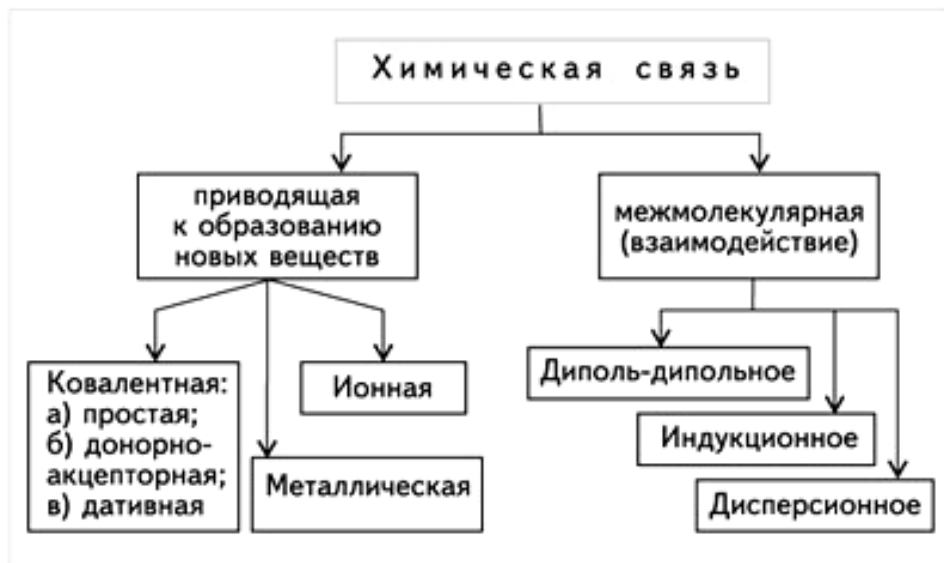 Химическая связь
приводящая
к образованию
новых веществ
межмолекулярная
(взаимодействие)
Ковалентная:
а) простая;
б) донорно-
акцепторная;
в) дативная
Ионная
Металлическая
Диполь-дипольное
Индукционное
Дисперсионное